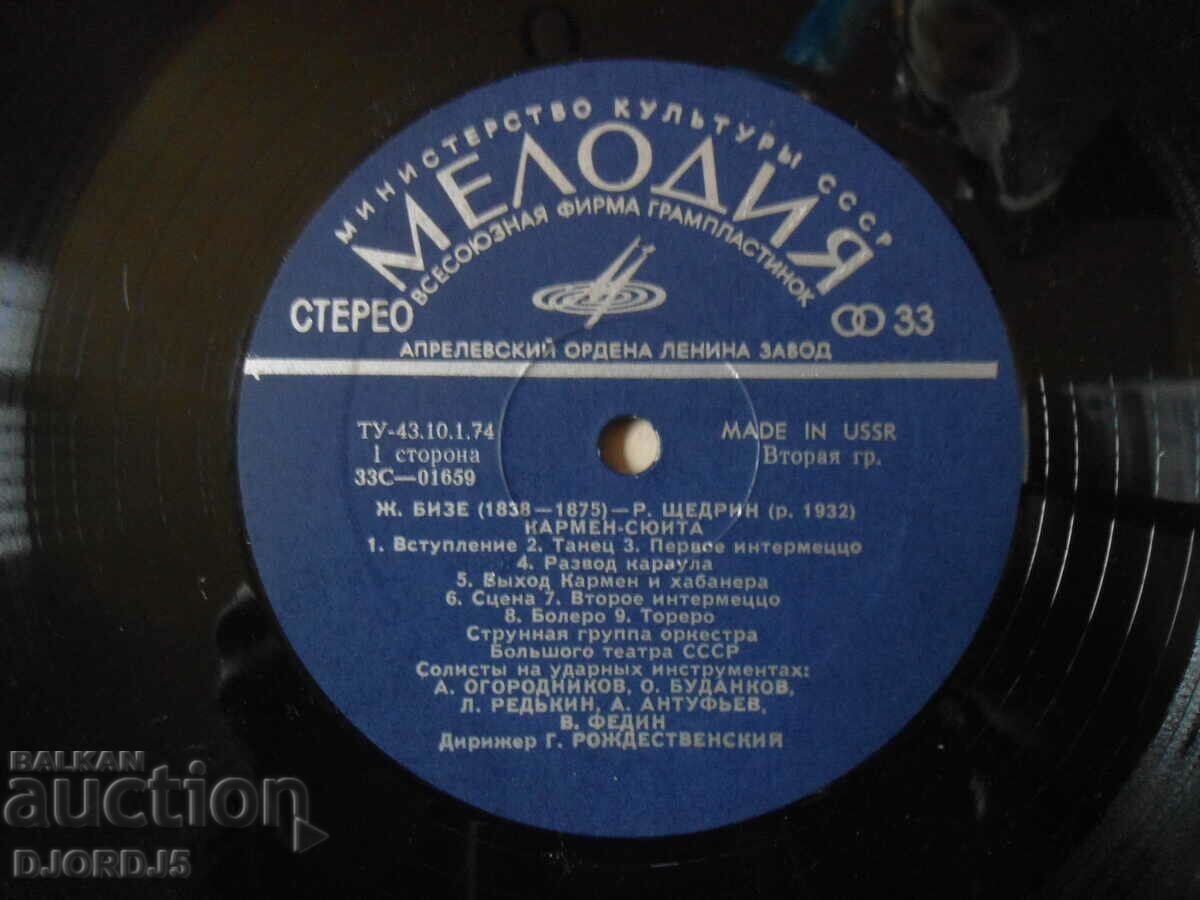 МИНИСТЕРСТВО КУЛЬТУРЫ СССР
МЕЛОДИЯ
ВСЕСОЮЗНАЯ ФИРМА ГРАМПЛАСТИНОК
СТЕРЕО 33
АПРЕЛЕВСКИЙ ОРДЕНА ЛЕНИНА ЗАВОД
ТУ-43.10.1.74 MADE IN USSR
1 сторона Вторая гр.
33С—01659
Ж. БИЗЕ (1838—1875)—Р. ЩЕДРИН (р. 1932)
КАРМЕН-СЮИТА
1. Вступление 2. Танец 3. Первое интермеццо
4. Развод караула
5. Выход Кармен и хабанера
6. Сцена 7. Второе интермеццо
8. Болеро 9. Тореро
Струнная группа оркестра
Большого театра СССР
Солисты на ударных инструментах:
А. ОГОРОДНИКОВ, О. БУДАНКОВ,
Л. РЕДЬКИН, А. АНТУФЬЕВ,
В. ФЕДИН
Дирижер Г. РОЖДЕСТВЕНСКИЙ
BALKAN
auction
DJORDJ5